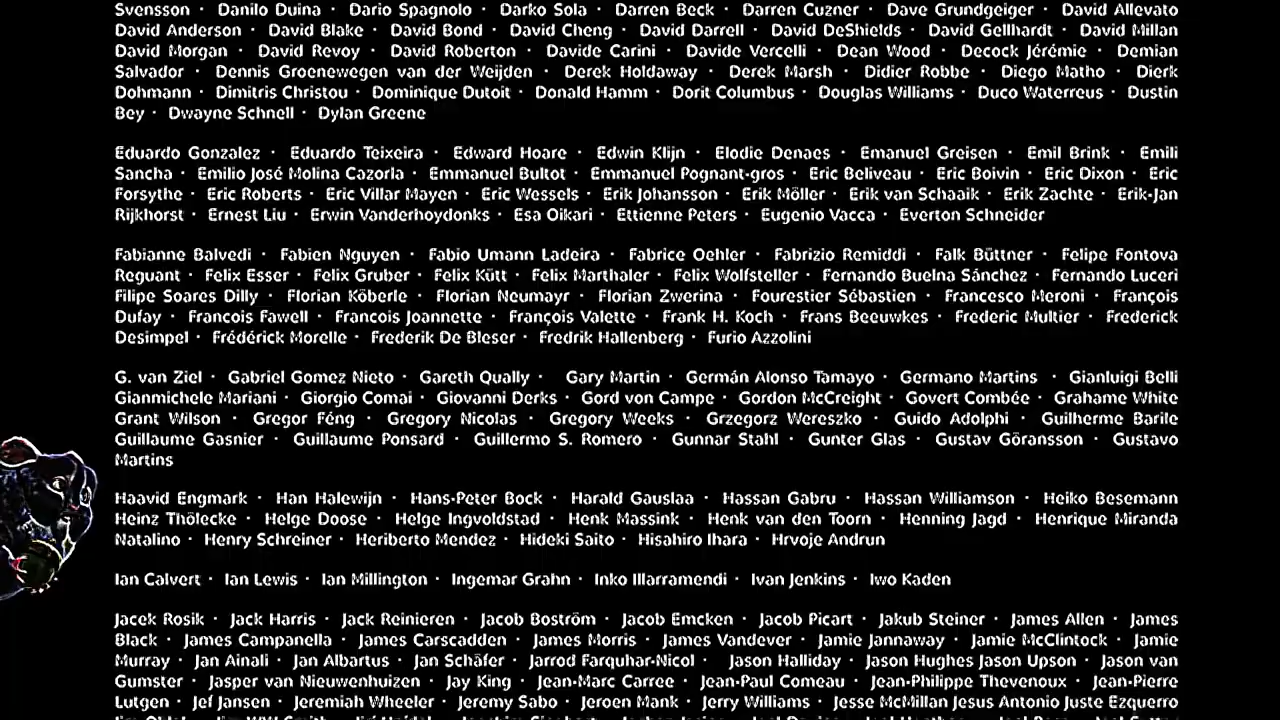 Svensson · Danilo Duina · Dario Spagnolo · Darko Sola · Darren Beck · Darren Cuzner · Dave Grundgeiger · David Allevato
David Anderson · David Blake · David Bond · David Cheng · David Darrell · David DeShields · David Gellhardt · David Millan
David Morgan · David Revoy · David Roberton · Davide Carini · Davide Vercelli · Dean Wood · Decock Jérémie · Demian
Salvador · Dennis Groenewegen van der Weijden · Derek Holdaway · Derek Marsh · Didier Robbe · Diego Matho · Dierk
Dohmann · Dimitris Christou · Dominique Dutoit · Donald Hamm · Dorit Columbus · Douglas Williams · Duco Waterreus · Dustin
Bey · Dwayne Schnell · Dylan Greene
Eduardo Gonzalez · Eduardo Teixeira · Edward Hoare · Edwin Klijn · Elodie Denaes · Emanuel Greisen · Emil Brink · Emili
Sancha · Emilio José Molina Cazorla · Emmanuel Bultot · Emmanuel Pognant-gros · Eric Beliveau · Eric Boivin · Eric Dixon · Eric
Forsythe · Eric Roberts · Eric Villar Mayen · Eric Wessels · Erik Johansson · Erik Möller · Erik van Schaaik · Erik Zachte · Erik-Jan
Rijkhorst · Ernest Liu · Erwin Vanderhoydonks · Esa Oikari · Ettienne Peters · Eugenio Vacca · Everton Schneider
Fabianne Balvedi · Fabien Nguyen · Fabio Umann Ladeira · Fabrice Oehler · Fabrizio Remiddi · Falk Büttner · Felipe Fontova
Reguant · Felix Esser · Felix Gruber · Felix Kütt · Felix Marthaler · Felix Wolfsteller · Fernando Buelna Sánchez · Fernando Luceri
Filipe Soares Dilly · Florian Köberle · Florian Neumayr · Florian Zwerina · Fourestier Sébastien · Francesco Meroni · François
Dufay · Francois Fawell · Francois Joannette · François Valette · Frank H. Koch · Frans Beeuwkes · Frederic Multier · Frederick
Desimpel · Frédérick Morelle · Frederik De Bleser · Fredrik Hallenberg · Furio Azzolini
G. van Ziel · Gabriel Gomez Nieto · Gareth Qually · Gary Martin · Germán Alonso Tamayo · Germano Martins · Gianluigi Belli
Gianmichele Mariani · Giorgio Comai · Giovanni Derks · Gord von Campe · Gordon McCreight · Govert Combée · Grahame White
Grant Wilson · Gregor Féng · Gregory Nicolas · Gregory Weeks · Grzegorz Wereszko · Guido Adolphi · Guilherme Barile
Guillaume Gasnier · Guillaume Ponsard · Guillermo S. Romero · Gunnar Stahl · Gunter Glas · Gustav Göransson · Gustavo
Martins
Haavid Engmark · Han Halewijn · Hans-Peter Bock · Harald Gauslaa · Hassan Gabru · Hassan Williamson · Heiko Besemann
Heinz Thölecke · Helge Doose · Helge Ingvoldstad · Henk Massink · Henk van den Toorn · Henning Jagd · Henrique Miranda
Natalino · Henry Schreiner · Heriberto Mendez · Hideki Saito · Hisahiro Ihara · Hrvoje Andrun
Ian Calvert · Ian Lewis · Ian Millington · Ingemar Grahn · Inko Illarramendi · Ivan Jenkins · Iwo Kaden
Jacek Rosik · Jack Harris · Jack Reinieren · Jacob Boström · Jacob Emcken · Jacob Picart · Jakub Steiner · James Allen · James
Black · James Campanella · James Carscadden · James Morris · James Vandever · Jamie Jannaway · Jamie McClintock · Jamie
Murray · Jan Ainali · Jan Albartus · Jan Schäfer · Jarrod Farquhar-Nicol · Jason Halliday · Jason Hughes Jason Upson · Jason van
Gumster · Jasper van Nieuwenhuizen · Jay King · Jean-Marc Carree · Jean-Paul Comeau · Jean-Philippe Thevenoux · Jean-Pierre
Lutgen · Jef Jansen · Jeremiah Wheeler · Jeremy Sabo · Jeroen Mank · Jerry Williams · Jesse McMillan Jesus Antonio Juste Ezquerro